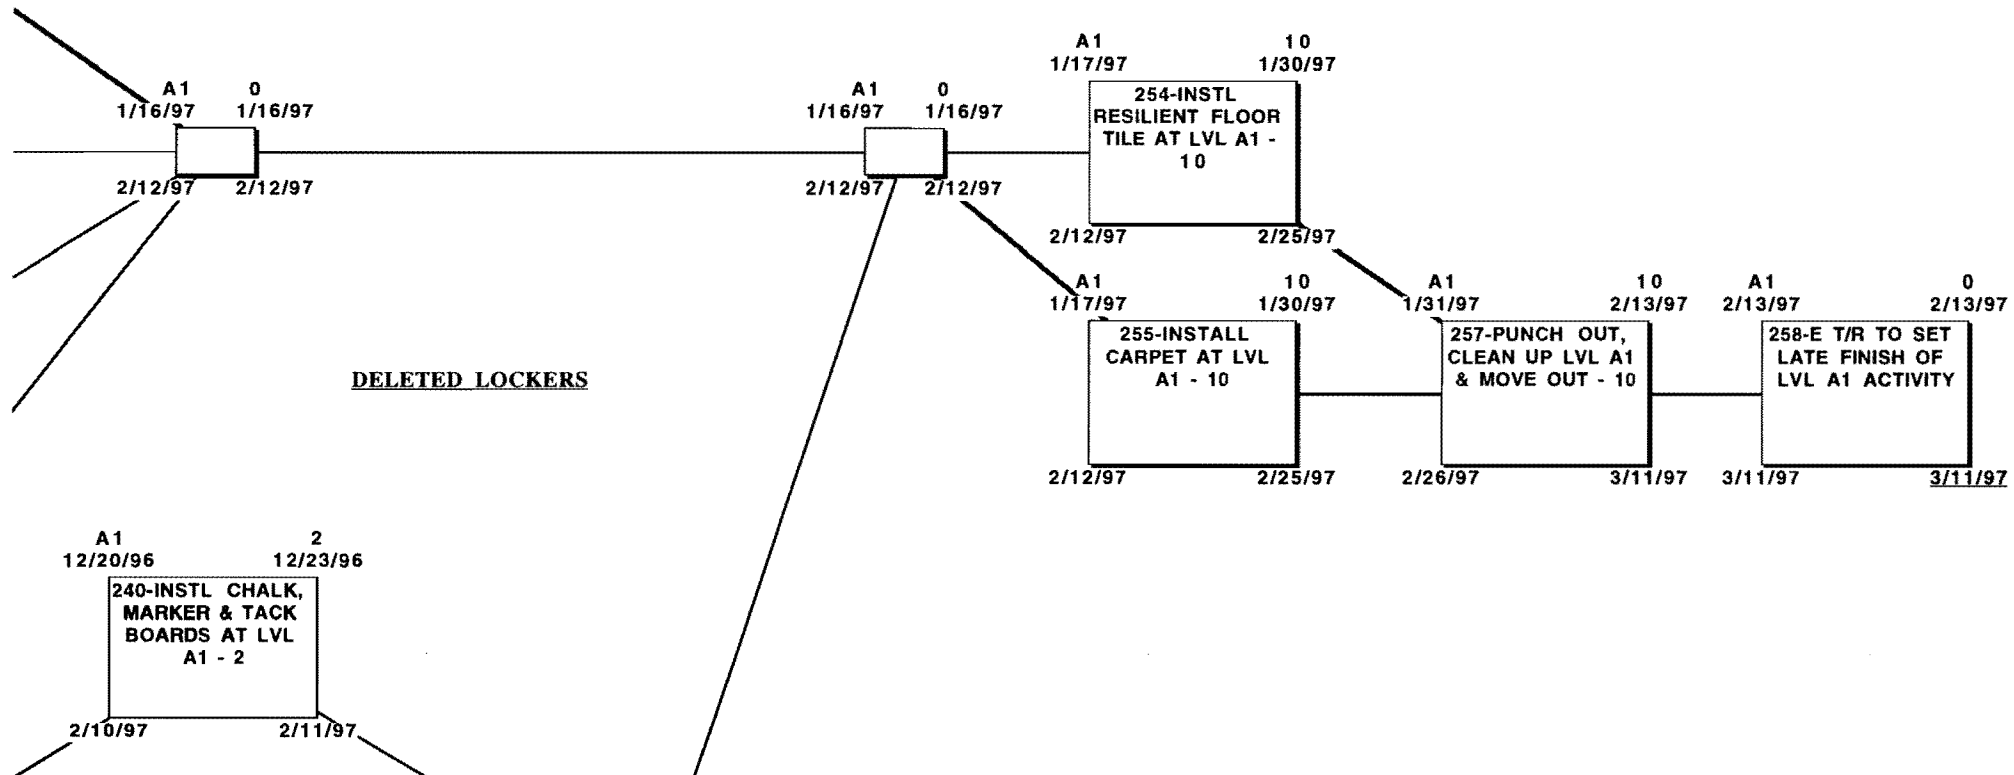 A1 10
1/17/97 1/30/97
254-INSTL
RESILIENT FLOOR
TILE AT LVL A1 -
10
2/12/97 2/25/97
A1 0
1/16/97 1/16/97
2/12/97 2/12/97
A1 0
1/16/97 1/16/97
2/12/97 2/12/97
A1 10
1/17/97 1/30/97
255-INSTALL
CARPET AT LVL
A1 - 10
2/12/97 2/25/97
A1 10
1/31/97 2/13/97
257-PUNCH OUT,
CLEAN UP LVL A1
& MOVE OUT - 10
2/26/97 3/11/97
A1 0
2/13/97 2/13/97
258-E T/R TO SET
LATE FINISH OF
LVL A1 ACTIVITY
3/11/97 3/11/97
DELETED LOCKERS
A1 2
12/20/96 12/23/96
240-INSTL CHALK,
MARKER & TACK
BOARDS AT LVL
A1 - 2
2/10/97 2/11/97